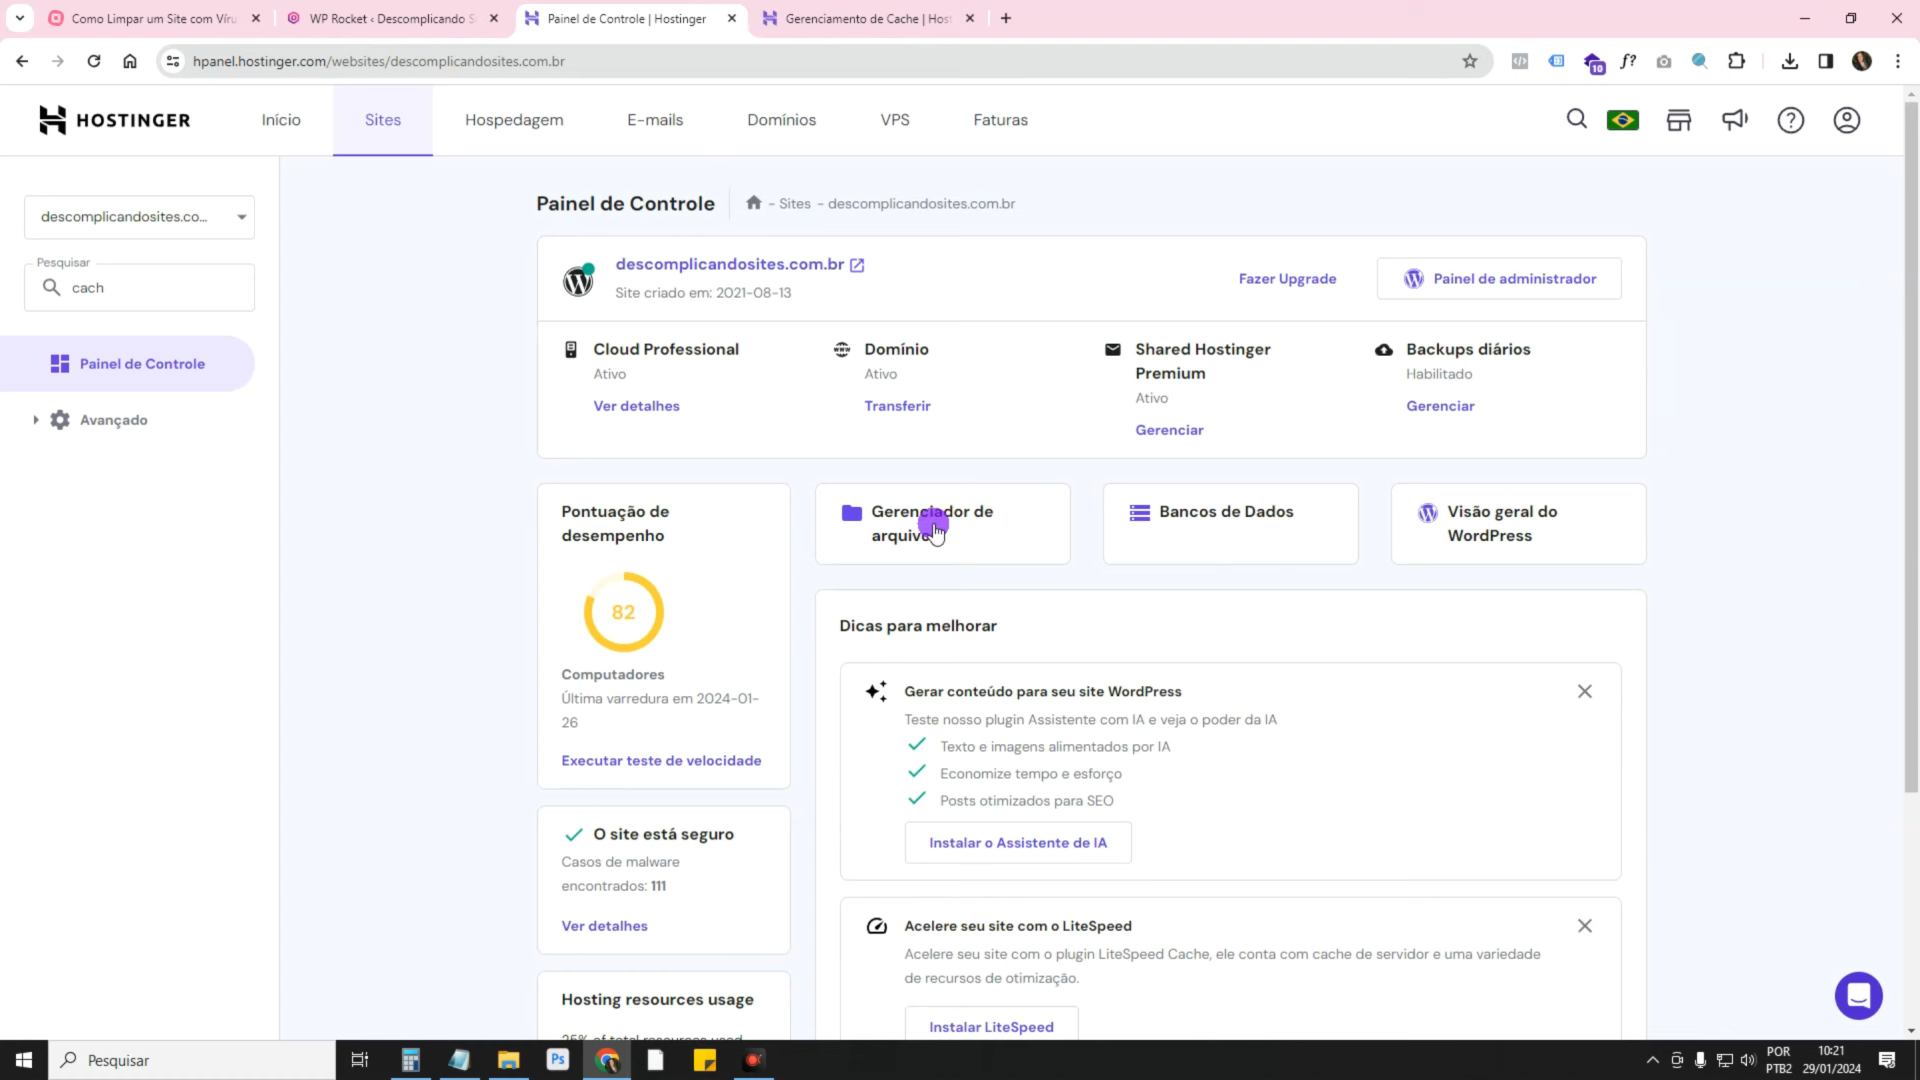 Como Limpar um Site com Víru
WP Rocket ‹ Descomplicando S
Painel de Controle | Hostinger
Gerenciamento de Cache | Host
hpanel.hostinger.com/websites/descomplicandosites.com.br
10
f?
HOSTINGER
Início
Sites
Hospedagem
E-mails
Domínios
VPS
Faturas
descomplicandosites.co...
Pesquisar
cach
Painel de Controle
Avançado
Painel de Controle
- Sites - descomplicandosites.com.br
descomplicandosites.com.br
Site criado em: 2021-08-13
Fazer Upgrade
Painel de administrador
Cloud Professional
Ativo
Ver detalhes
Domínio
Ativo
Transferir
Shared Hostinger
Premium
Ativo
Gerenciar
Backups diários
Habilitado
Gerenciar
Pontuação de
desempenho
82
Computadores
Última varredura em 2024-01-
26
Executar teste de velocidade
Gerenciador de
Bancos de Dados
Visão geral do
WordPress
Dicas para melhorar
Gerar conteúdo para seu site WordPress
Teste nosso plugin Assistente com IA e veja o poder da IA
Texto e imagens alimentados por IA
Economize tempo e esforço
Posts otimizados para SEO
Instalar o Assistente de IA
O site está seguro
Casos de malware
encontrados: 111
Ver detalhes
Acelere seu site com o LiteSpeed
Acelere seu site com o plugin LiteSpeed Cache, ele conta com cache de servidor e uma variedade
de recursos de otimização.
Instalar LiteSpeed
Hosting resources usage
25% of total resources used
Pesquisar
Ps
POR
PTB2
10:21
29/01/2024